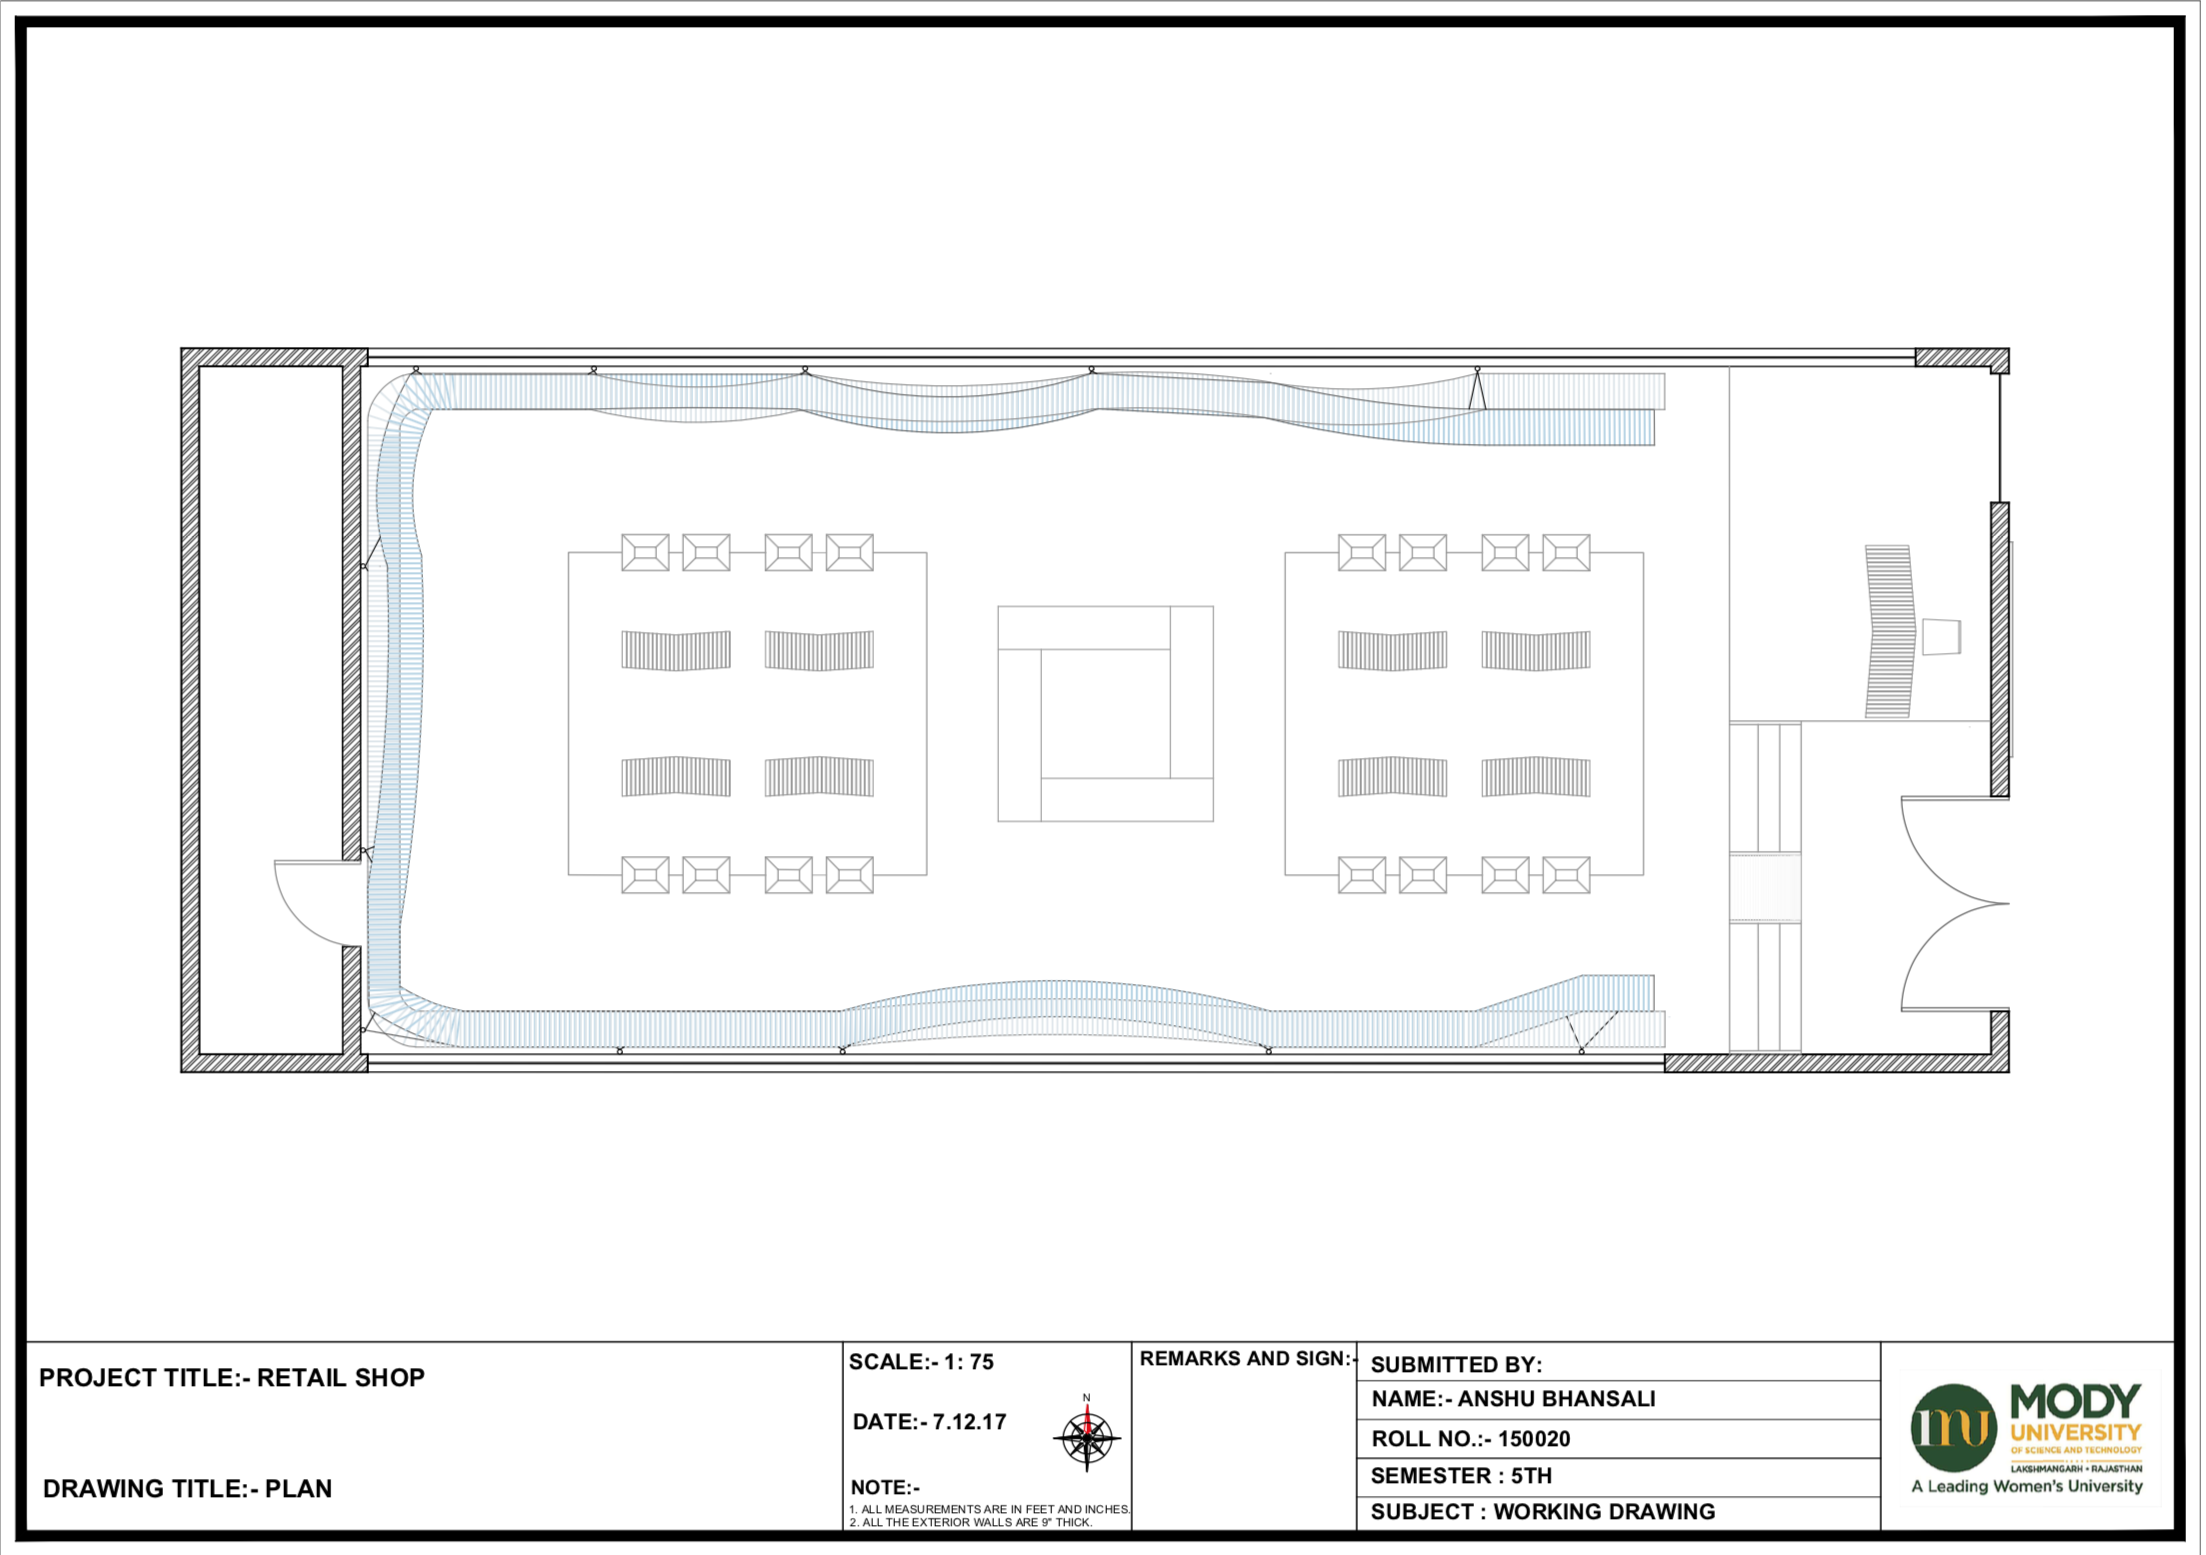 PROJECT TITLE:- RETAIL SHOP
DRAWING TITLE:- PLAN
SCALE:- 1: 75
DATE:- 7.12.17
N
NOTE:-
1. ALL MEASUREMENTS ARE IN FEET AND INCHES.
2. ALL THE EXTERIOR WALLS ARE 9" THICK.
REMARKS AND SIGN:-
SUBMITTED BY:
NAME:- ANSHU BHANSALI
ROLL NO.:- 150020
SEMESTER : 5TH
SUBJECT : WORKING DRAWING
mu
MODY
UNIVERSITY
OF SCIENCE AND TECHNOLOGY
LAKSHMANGARH • RAJASTHAN
A Leading Women's University